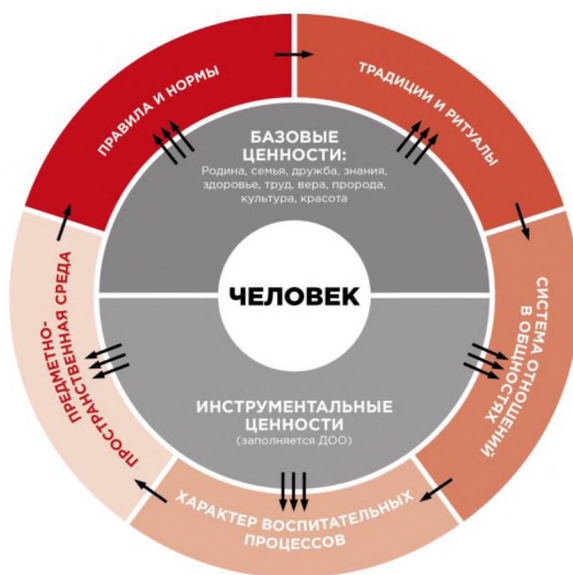 ПРАВИЛА И НОРМЫ
ТРАДИЦИИ И РИТУАЛЫ
БАЗОВЫЕ
ЦЕННОСТИ:
Родина, семья, дружба, знания,
здоровье, труд, вера, пророда,
культура, красота
ЧЕЛОВЕК
ПРЕДМЕТНО-
ПРОСТРАНСТВЕННАЯ СРЕДА
СИСТЕМА ОТНОШЕНИЙ
В ОБЩНОСТЯХ
ИНСТРУМЕНТАЛЬНЫЕ
ЦЕННОСТИ
(заполняется ДОО)
ХАРАКТЕР ВОСПИТАТЕЛЬНЫХ
ПРОЦЕССОВ